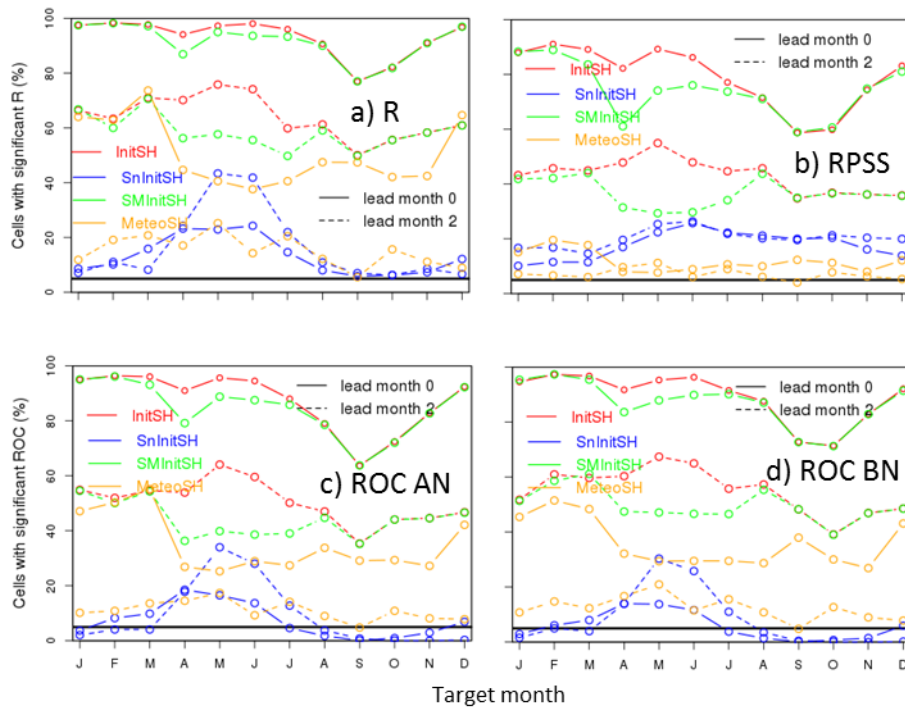 Cells with significant R (%)
0 20 40 60 80 100
a) R
InitSH
SnInitSH
SMInitSH
MeteoSH
lead month 0
lead month 2
J F M A M J J A S O N D
lead month 0
lead month 2
InitSH
SnInitSH
SMInitSH
MeteoSH
b) RPSS
Cells with significant ROC (%)
0 20 40 60 80 100
lead month 0
lead month 2
InitSH
SnInitSH
SMInitSH
MeteoSH
c) ROC AN
J F M A M J J A S O N D
lead month 0
lead month 2
InitSH
SnInitSH
SMInitSH
MeteoSH
d) ROC BN
J F M A M J J A S O N D
Target month